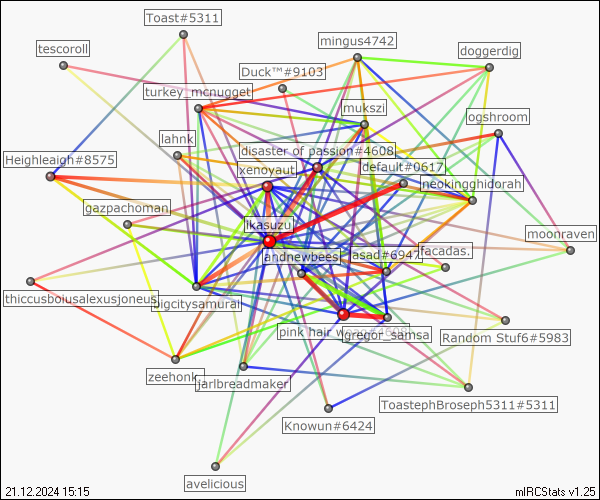 Toast#5311
tescoroll
mingus4742
doggerdig
Duck™#9103
turkey_mcnugget
mukszi
ogshroom
lahnk
disaster of passion#4608
Heighleaigh#8575
xenoyaut
default#0617
neokingghidorah
gazpachoman
ikasuzu
moonraven
andnewbees
asad#6947
facadas.
thiccusboiusalexusjoneus
bigcitysamurai
pink hair
gregor_samsa
Random Stuf6#5983
zeehonk.
jarlbreadmaker
ToastephBroseph5311#5311
Knowun#6424
avelicious
21.12.2024 15:15
mIRCStats v1.25